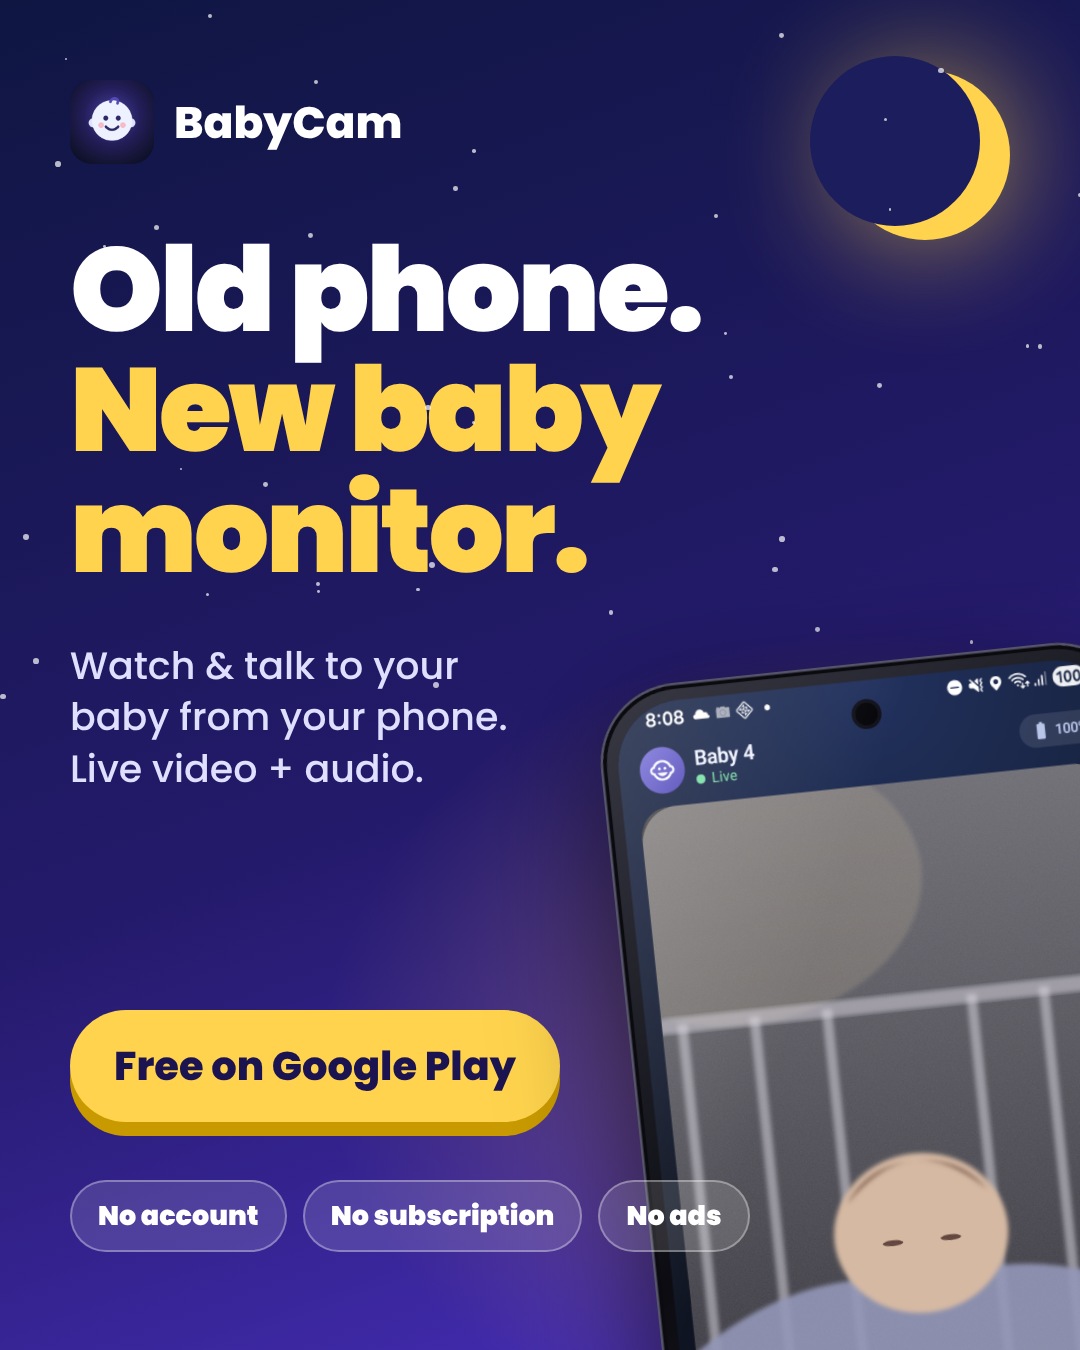 BabyCam
Old phone.
New baby
monitor.
Watch & talk to your
baby from your phone.
Live video + audio.
8:08
100
Baby 4
Live
100%
Free on Google Play
No account
No subscription
No ads